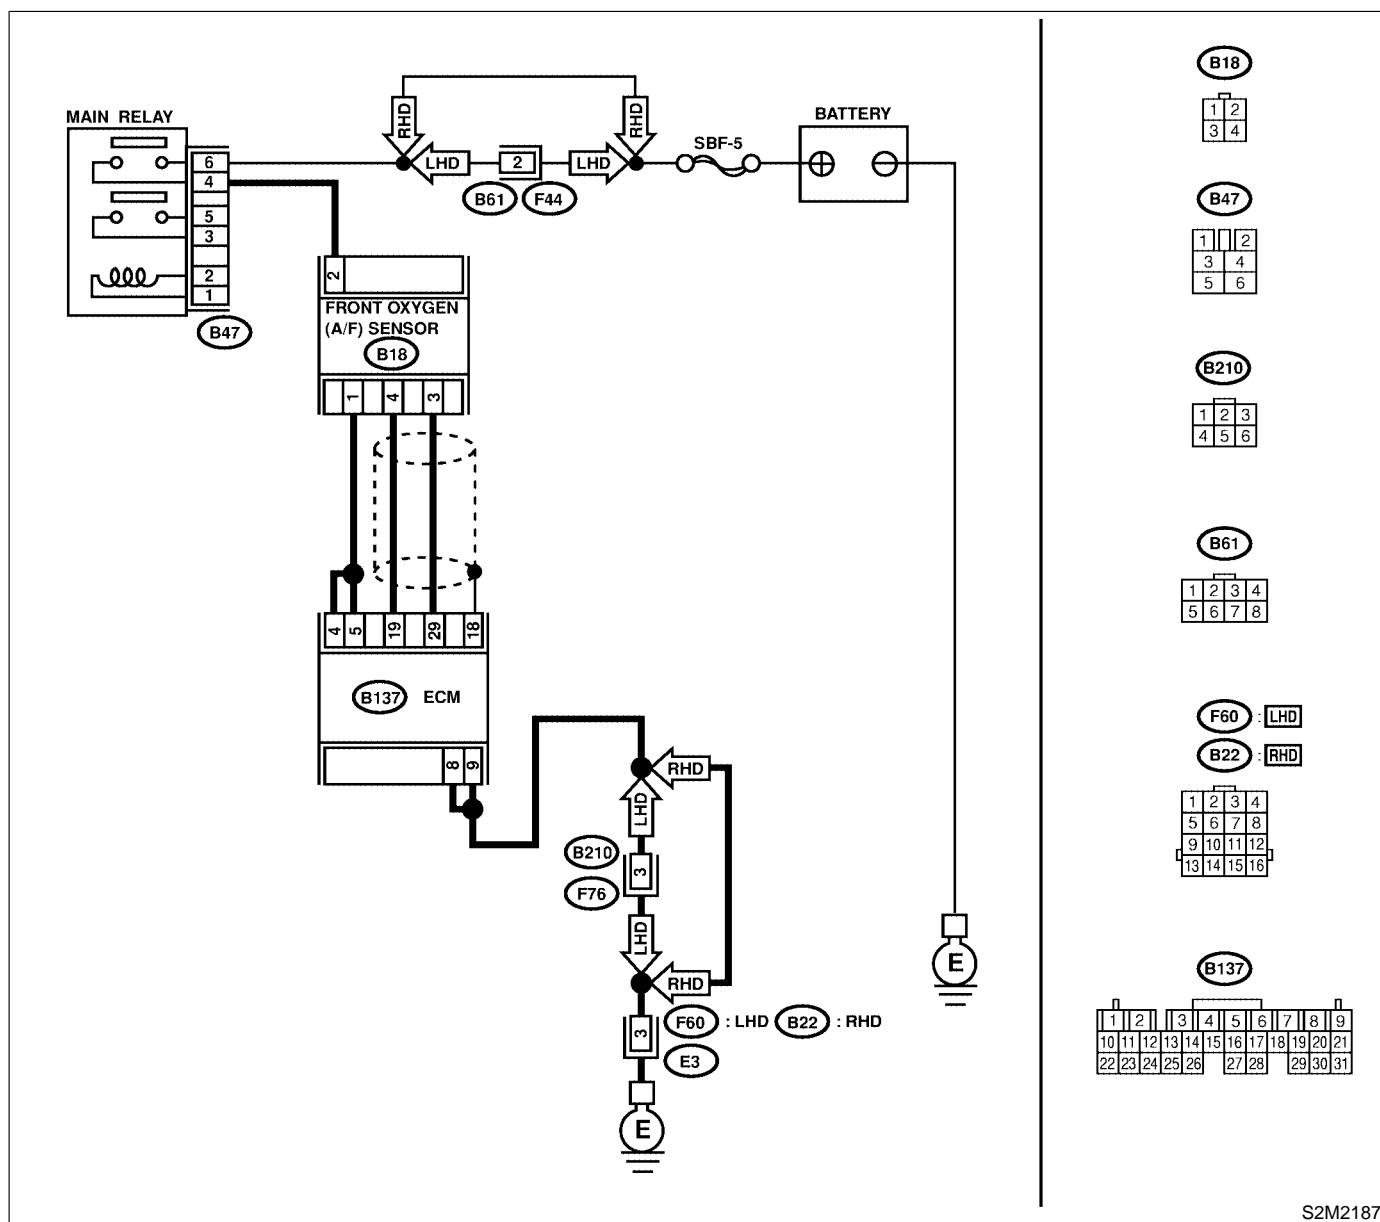 MAIN RELAY
6
4
5
3
2
1
B47
RHD
RHD
LHD
2
LHD
B61
F44
SBF-5
BATTERY
2
FRONT OXYGEN
(A/F) SENSOR
B18
1
4
3
4
5
19
29
18
B137 ECM
8
9
RHD
LHD
B210
3
F76
LHD
RHD
3
F60 : LHD B22 : RHD
E3
E
E
B18
1 2
3 4
B47
1 2
3 4
5 6
B210
1 2 3
4 5 6
B61
1 2 3 4
5 6 7 8
F60 : LHD
B22 : RHD
1 2 3 4
5 6 7 8
9 10 11 12
13 14 15 16
B137
1 2 3 4 5 6 7 8 9
10 11 12 13 14 15 16 17 18 19 20 21
22 23 24 25 26 27 28 29 30 31
S2M2187